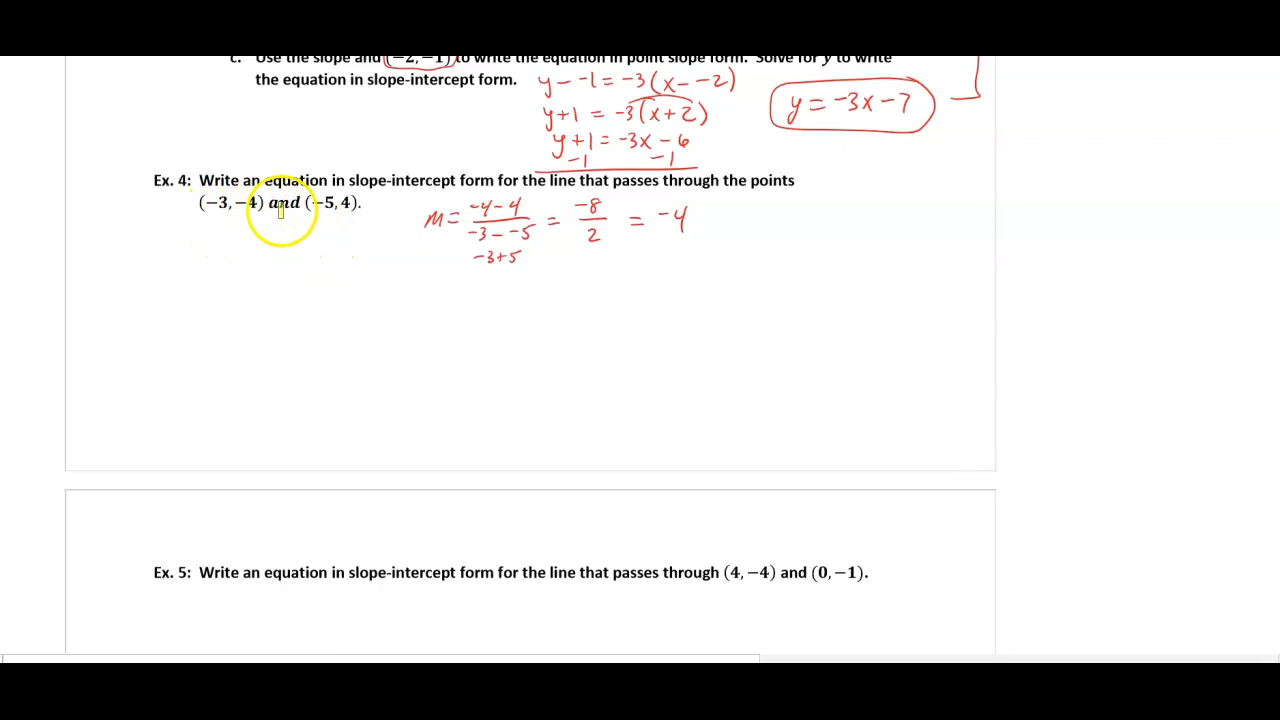 c. Use the slope and (−2, −1) to write the equation in point slope form. Solve for y to write
the equation in slope-intercept form.
y - -1 = -3(x - -2)
y+1 = -3(x+2)
y+1 = -3x - 6
-1 -1
y = -3x - 7
Ex. 4: Write an equation in slope-intercept form for the line that passes through the points
(−3, −4) and (−5, 4).
m = -4 - 4 / -3 - -5 = -8 / 2 = -4
-3+5
Ex. 5: Write an equation in slope-intercept form for the line that passes through (4, −4) and (0, −1).